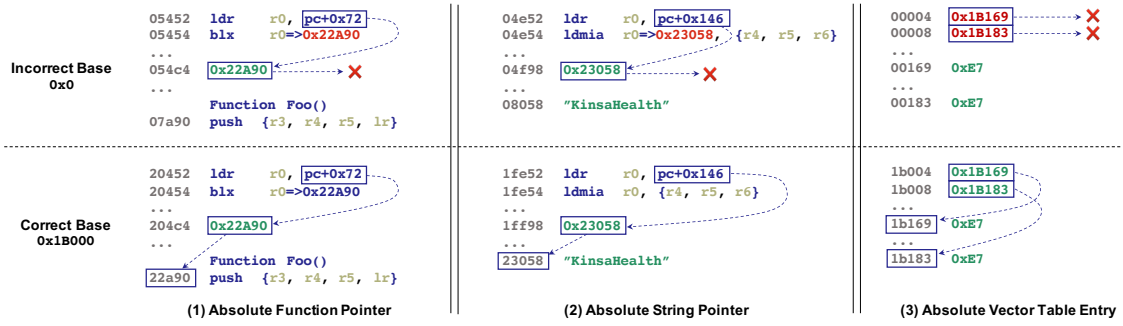 Incorrect Base
0x0
05452 ldr r0, pc+0x72
05454 blx r0=>0x22A90
...
054c4 0x22A90
...
Function Foo()
07a90 push {r3, r4, r5, lr}
04e52 ldr r0, pc+0x146
04e54 ldmia r0=>0x23058, {r4, r5, r6}
...
04f98 0x23058
...
08058 "KinsaHealth"
00004 0x1B169
00008 0x1B183
...
00169 0xE7
...
00183 0xE7
Correct Base
0x1B000
20452 ldr r0, pc+0x72
20454 blx r0=>0x22A90
...
204c4 0x22A90
...
Function Foo()
22a90 push {r3, r4, r5, lr}
1fe52 ldr r0, pc+0x146
1fe54 ldmia r0, {r4, r5, r6}
...
1ff98 0x23058
...
23058 "KinsaHealth"
1b004 0x1B169
1b008 0x1B183
...
1b169 0xE7
...
1b183 0xE7
(1) Absolute Function Pointer
(2) Absolute String Pointer
(3) Absolute Vector Table Entry